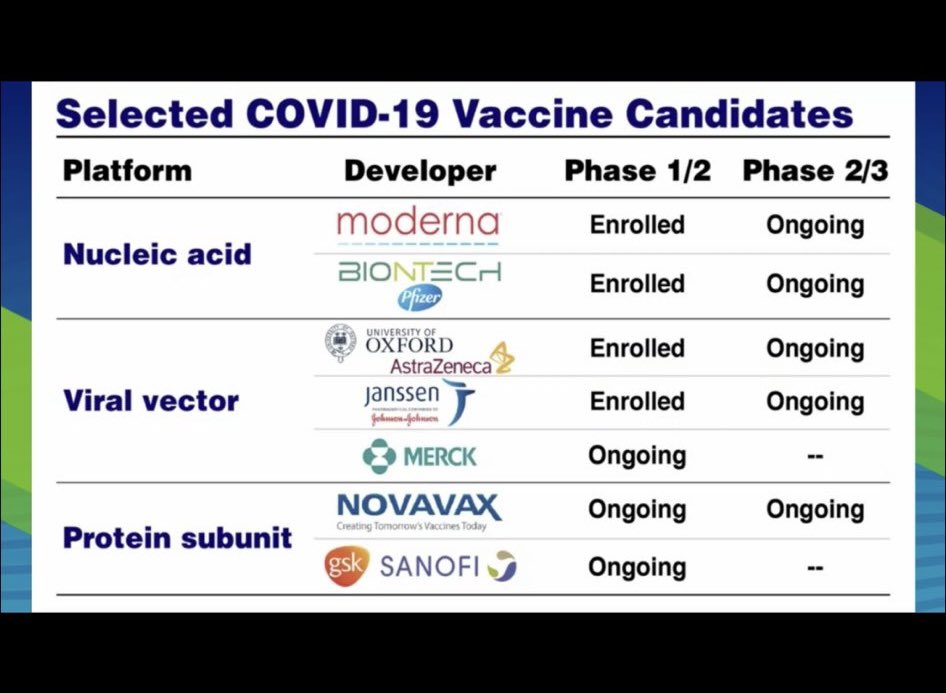 Selected COVID-19 Vaccine Candidates
Platform Developer Phase 1/2 Phase 2/3
Nucleic acid
moderna Enrolled Ongoing
BIONTECH
Pfizer
Enrolled Ongoing
Viral vector
UNIVERSITY OF
OXFORD
AstraZeneca
Enrolled Ongoing
Janssen
PHARMACEUTICAL COMPANIES OF
Johnson & Johnson
Enrolled Ongoing
MERCK Ongoing --
Protein subunit
NOVAVAX
Creating Tomorrow's Vaccines Today
Ongoing Ongoing
gsk SANOFI Ongoing --